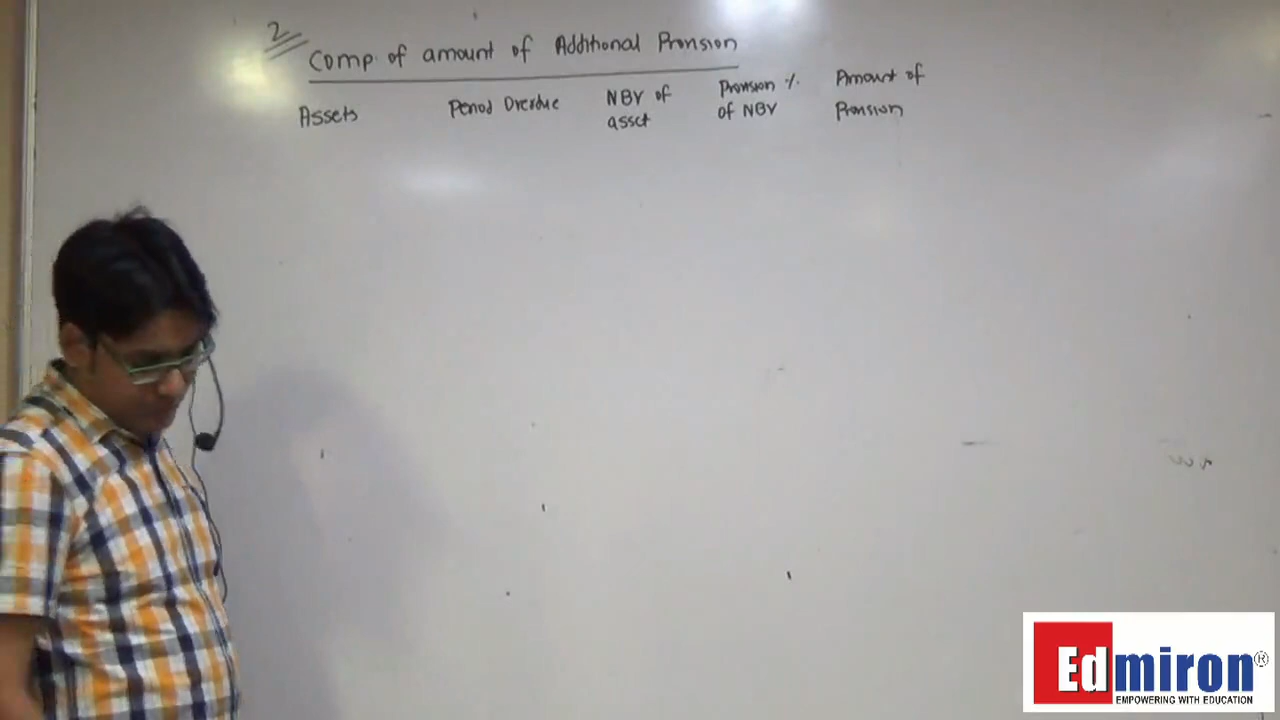 2
Comp. of amount of Additional Provision
Assets Period Overdue NBV of asset Provision % of NBV Amount of Provision
Edmiron®
EMPOWERING WITH EDUCATION